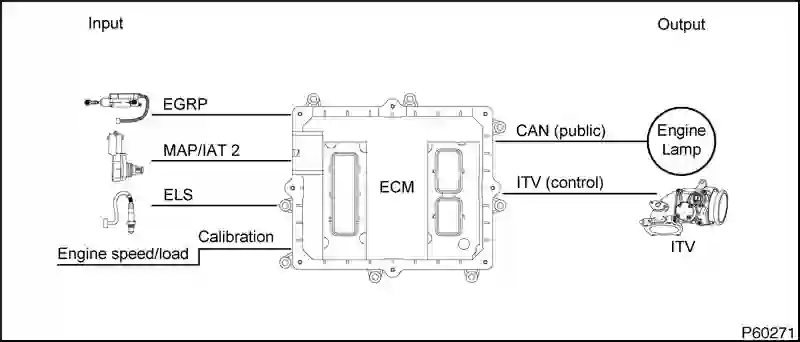 Input
Output
EGRP
MAP/IAT 2
ELS
Calibration
Engine speed/load
ECM
CAN (public)
Engine
Lamp
ITV (control)
ITV
P60271